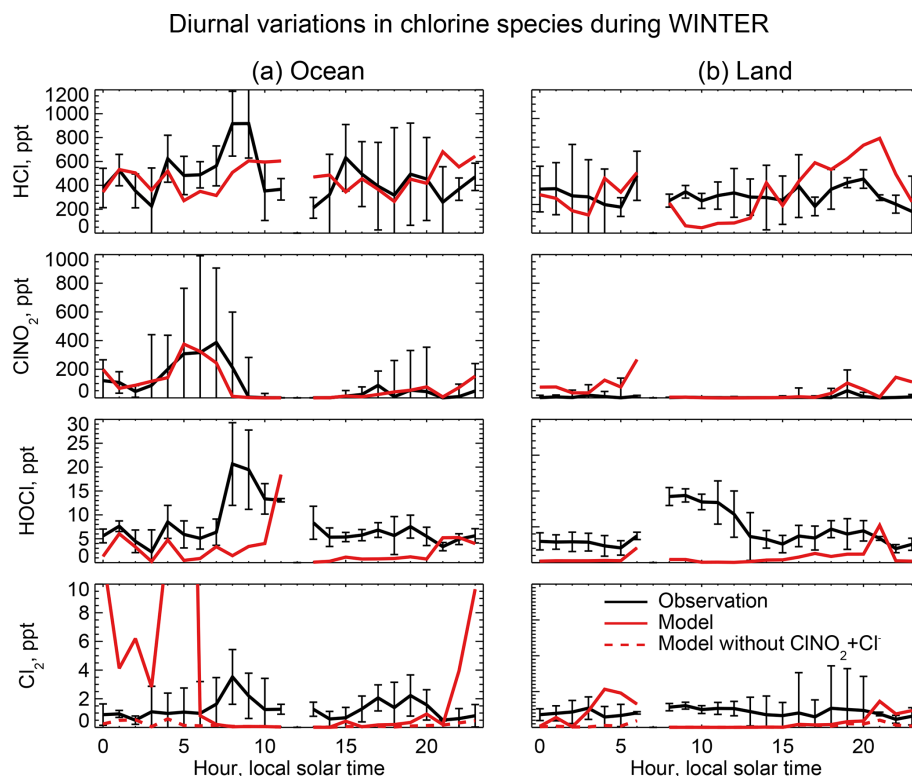 Diurnal variations in chlorine species during WINTER
(a) Ocean
(b) Land
HCl, ppt
1200
1000
800
600
400
200
0
ClNO2, ppt
1000
800
600
400
200
0
HOCl, ppt
30
25
20
15
10
5
0
Cl2, ppt
10
8
6
4
2
0
Observation
Model
Model without ClNO2+Cl-
0 5 10 15 20
0 5 10 15 20
Hour, local solar time
Hour, local solar time